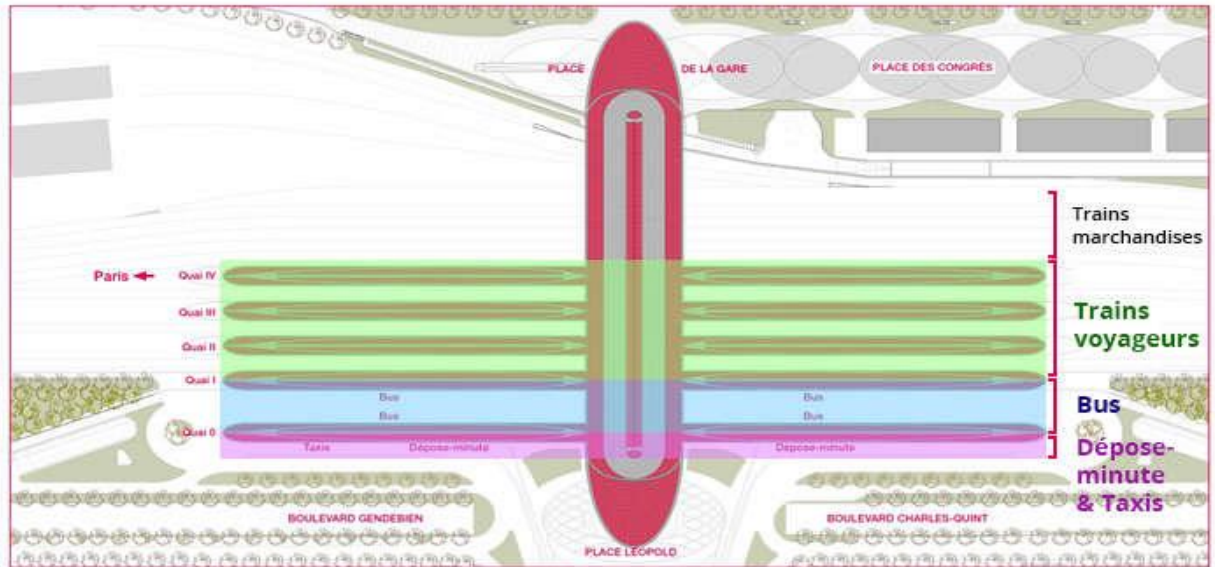 PLACE DE LA GARE
PLACE DES CONGRÈS
Trains
marchandises
Paris
Quai IV
Quai III
Trains
voyageurs
Quai II
Quai I
Bus
Bus
Bus
Bus
Bus
Quai 0
Taxis
Dépose-minute
Dépose-minute
Dépose-
minute
& Taxis
BOULEVARD GENDEBIEN
BOULEVARD CHARLES-QUINT
PLACE LÉOPOLD